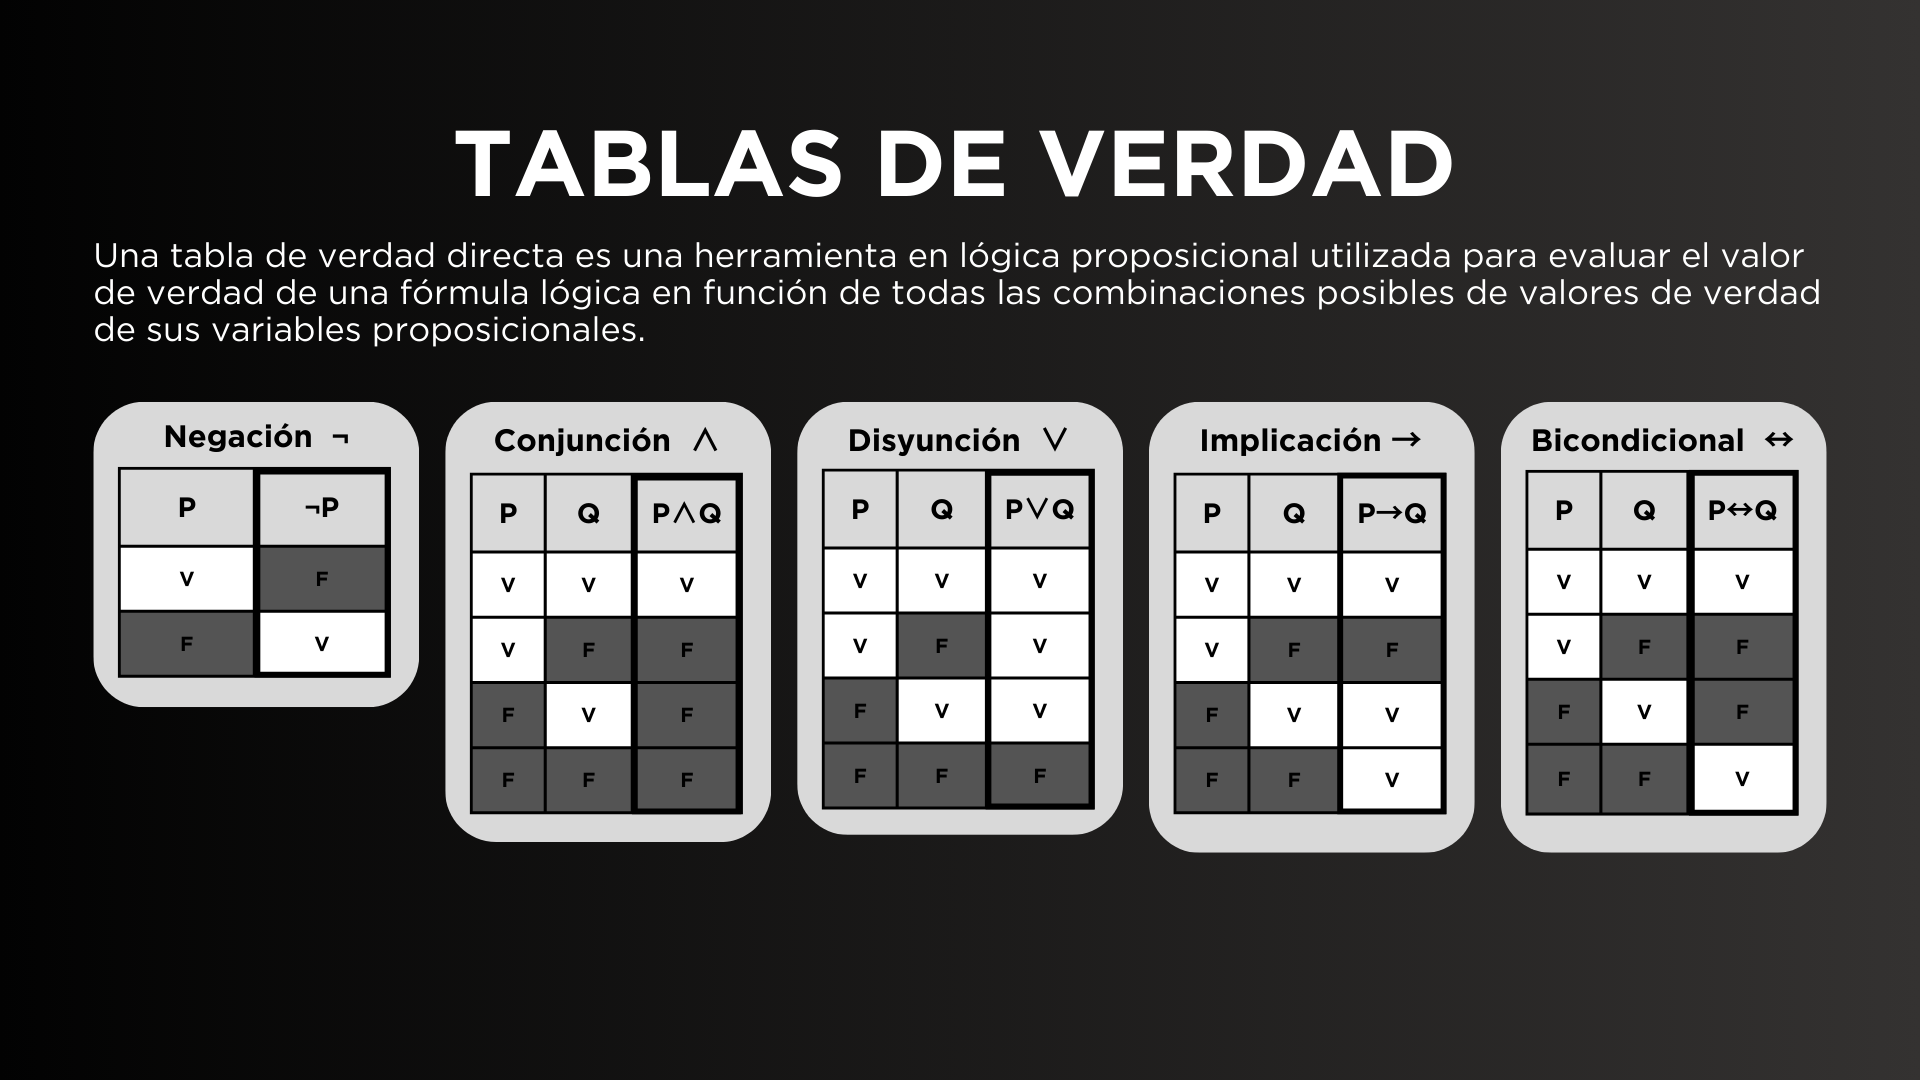 TABLAS DE VERDAD
Una tabla de verdad directa es una herramienta en lógica proposicional utilizada para evaluar el valor
de verdad de una fórmula lógica en función de todas las combinaciones posibles de valores de verdad
de sus variables proposicionales.
Negación ¬
P ¬P
V F
F V
Conjunción ∧
P Q P∧Q
V V V
V F F
F V F
F F F
Disyunción ∨
P Q P∨Q
V V V
V F V
F V V
F F F
Implicación →
P Q P→Q
V V V
V F F
F V V
F F V
Bicondicional ↔
P Q P↔Q
V V V
V F F
F V F
F F V